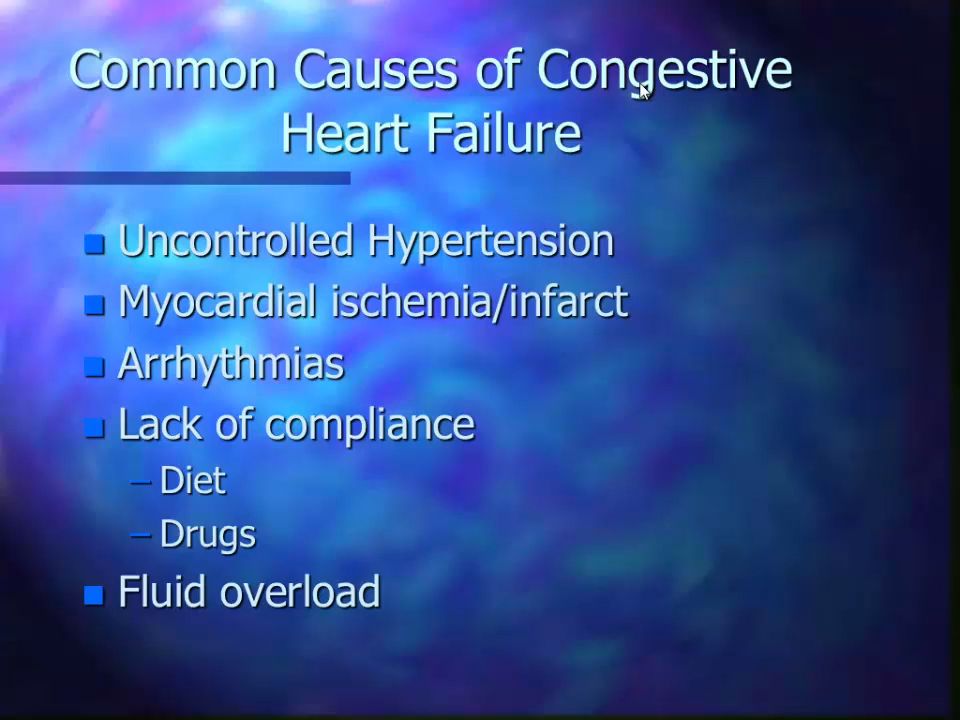 Common Causes of Congestive
Heart Failure
Uncontrolled Hypertension
Myocardial ischemia/infarct
Arrhythmias
Lack of compliance
– Diet
– Drugs
Fluid overload